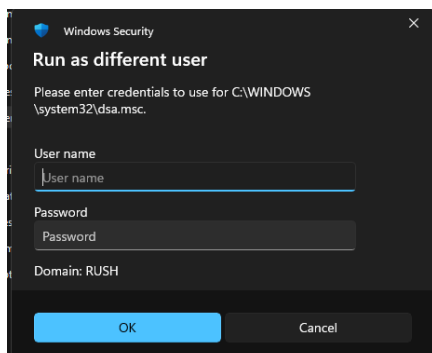 Windows Security
Run as different user
Please enter credentials to use for C:\WINDOWS
\system32\dsa.msc.
User name
User name
Password
Password
Domain: RUSH
OK
Cancel